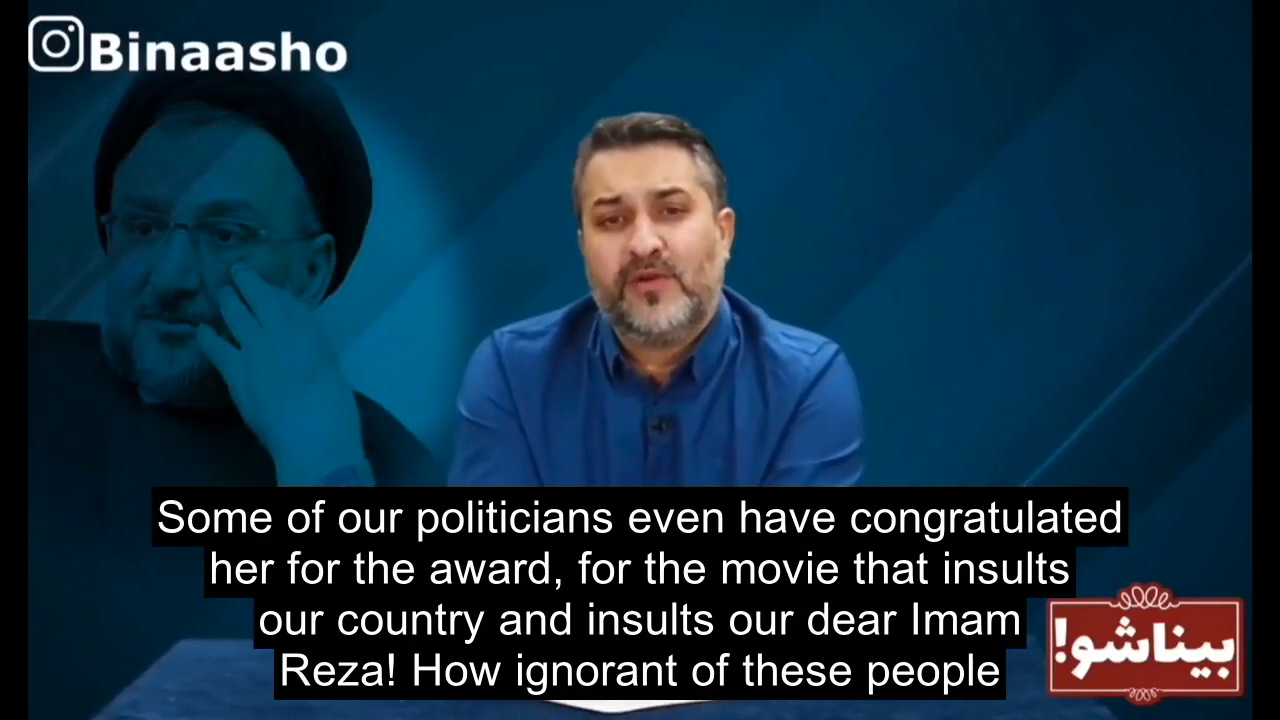 Binaasho
Some of our politicians even have congratulated
her for the award, for the movie that insults
our country and insults our dear Imam
Reza! How ignorant of these people
بیناشو!